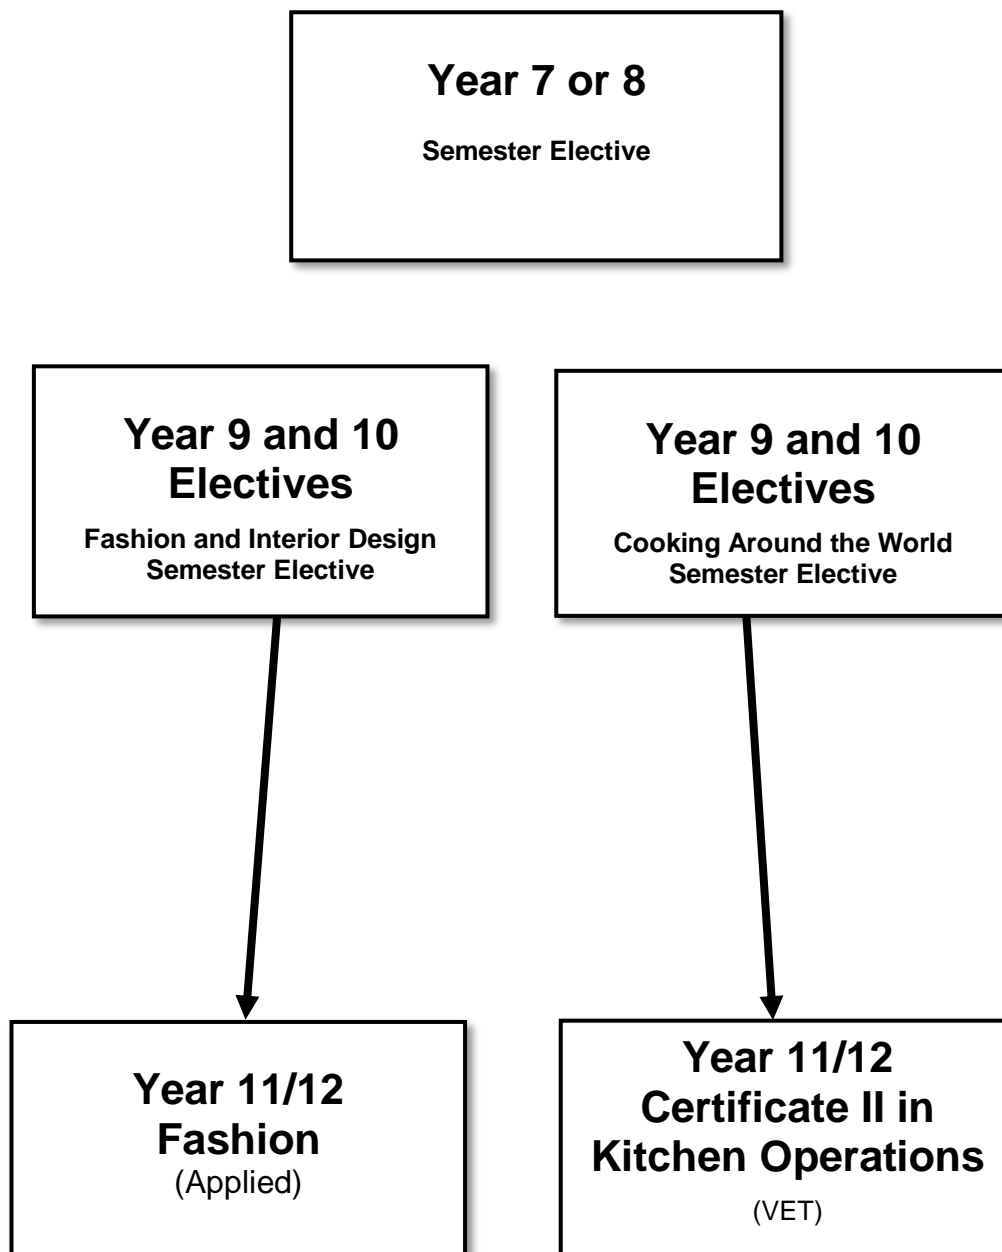 Year 7 or 8
Semester Elective
Year 9 and 10
Electives
Fashion and Interior Design
Semester Elective
Year 9 and 10
Electives
Cooking Around the World
Semester Elective
Year 11/12
Fashion
(Applied)
Year 11/12
Certificate II in
Kitchen Operations
(VET)